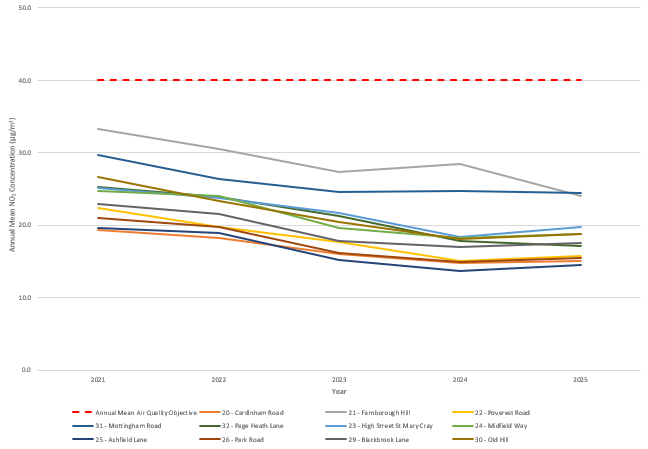 50.0
40.0
30.0
20.0
10.0
0.0
Annual Mean NO₂ Concentration (µg/m³)
2021 2022 2023 2024 2025
Year
Annual Mean Air Quality Objective 20 - Cardinham Road 21 - Farnborough Hill 22 - Poverest Road
31 - Mottingham Road 32 - Page Heath Lane 23 - High Street St Mary Cray 24 - Midfield Way
25 - Ashfield Lane 26 - Park Road 29 - Blackbrook Lane 30 - Old Hill